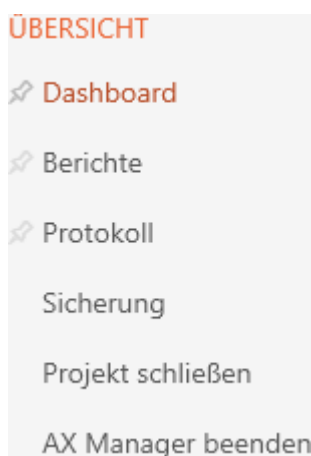 ÜBERSICHT
Dashboard
Berichte
Protokoll
Sicherung
Projekt schließen
AX Manager beenden